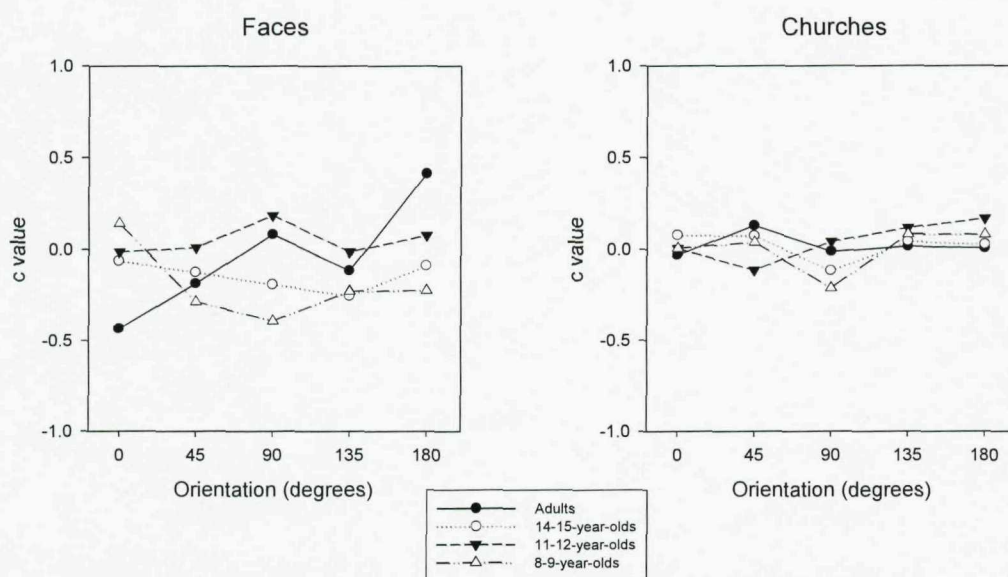 Faces
1.0
0.5
0.0
-0.5
-1.0
c value
0 45 90 135 180
Orientation (degrees)
Churches
1.0
0.5
0.0
-0.5
-1.0
c value
0 45 90 135 180
Orientation (degrees)
Adults
14-15-year-olds
11-12-year-olds
8-9-year-olds